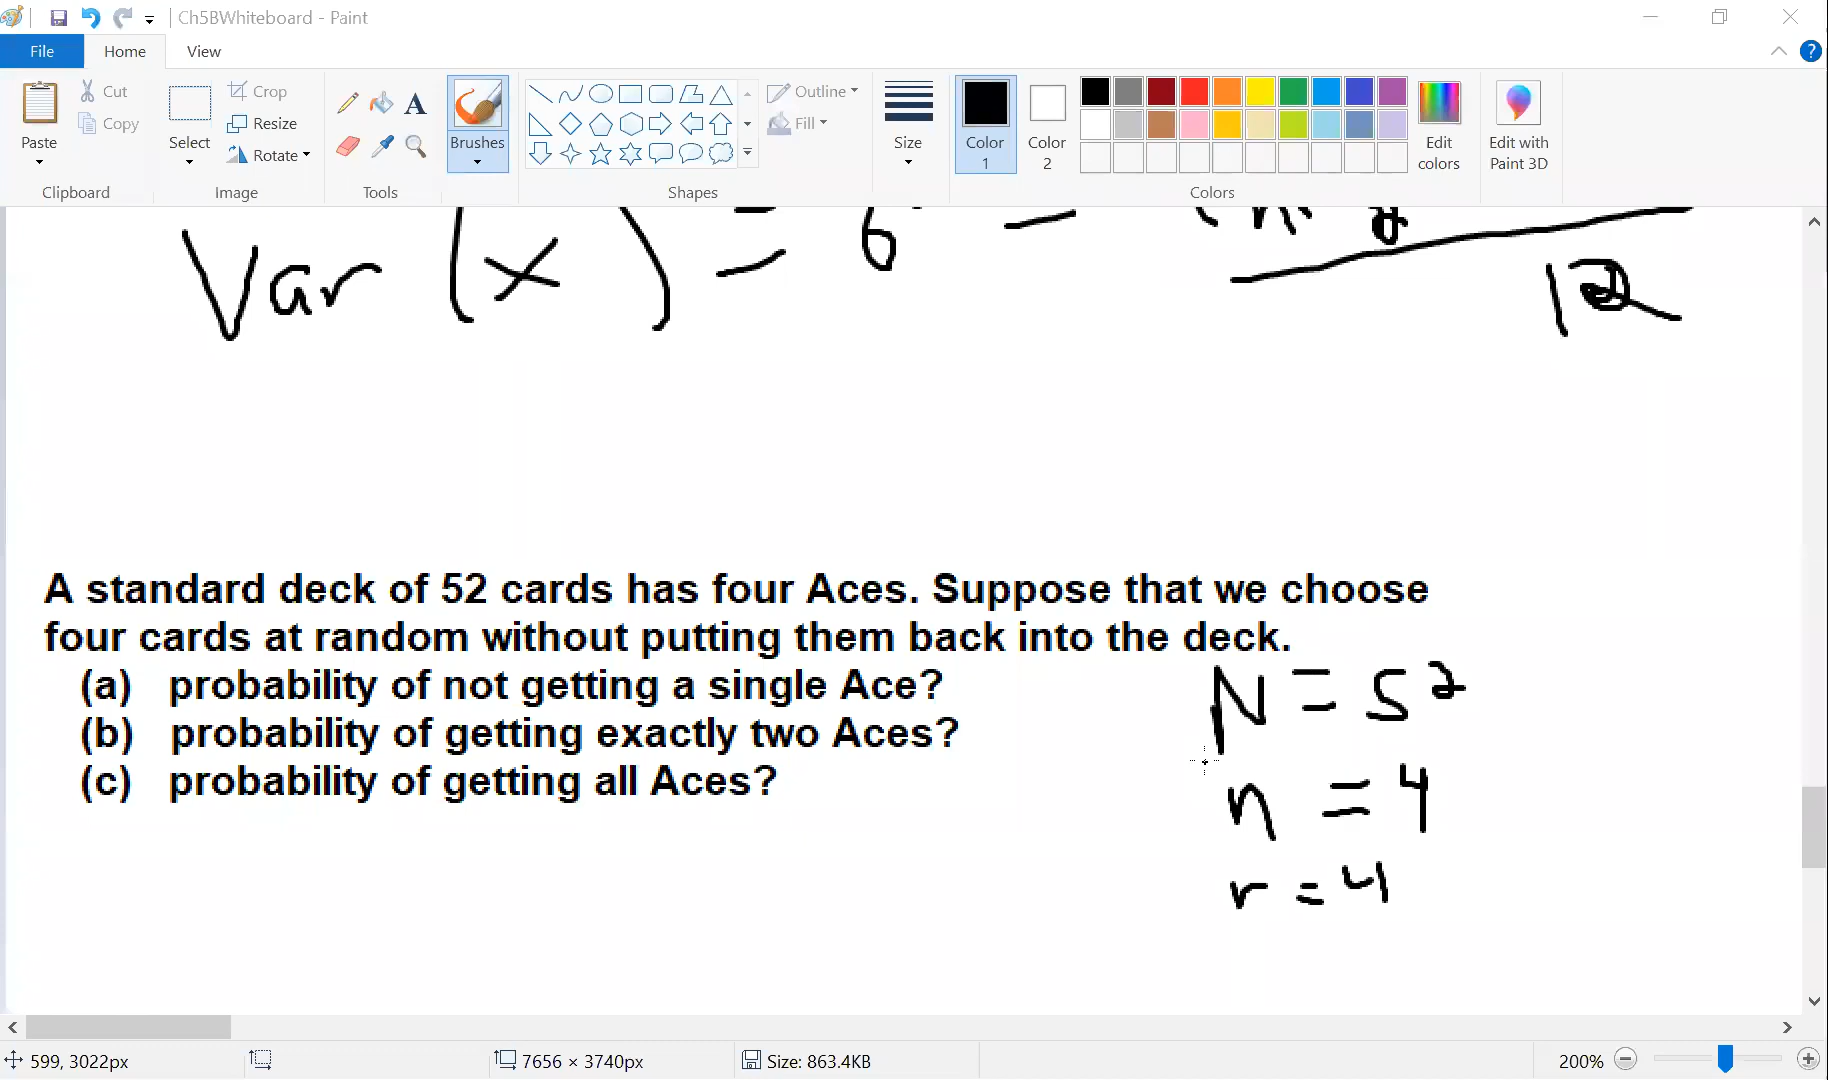 Ch5BWhiteboard - Paint
File Home View
Paste
Cut
Copy
Clipboard
Select
Crop
Resize
Rotate
Image
A
Tools
Brushes
Outline
Fill
Shapes
Size
Color 1
Color 2
Edit colors
Colors
Edit with Paint 3D
?
Var (x) =
12
A standard deck of 52 cards has four Aces. Suppose that we choose
four cards at random without putting them back into the deck.
(a) probability of not getting a single Ace?
(b) probability of getting exactly two Aces?
(c) probability of getting all Aces?
N = 52
n = 4
r = 4
599, 3022px
7656 × 3740px
Size: 863.4KB
200%